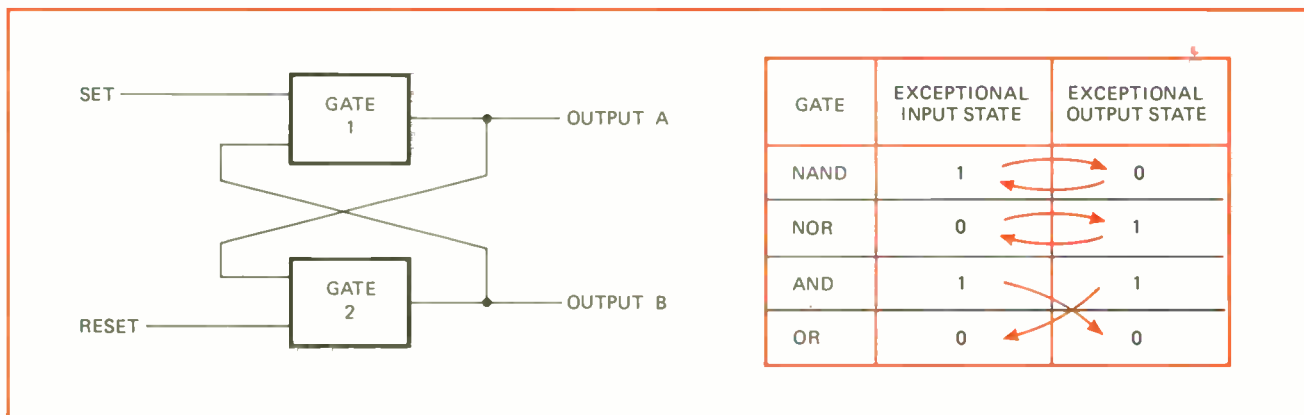 SET
GATE
1
OUTPUT A
GATE
2
OUTPUT B
RESET
GATE EXCEPTIONAL INPUT STATE EXCEPTIONAL OUTPUT STATE
NAND 1 0
NOR 0 1
AND 1 1
OR 0 0